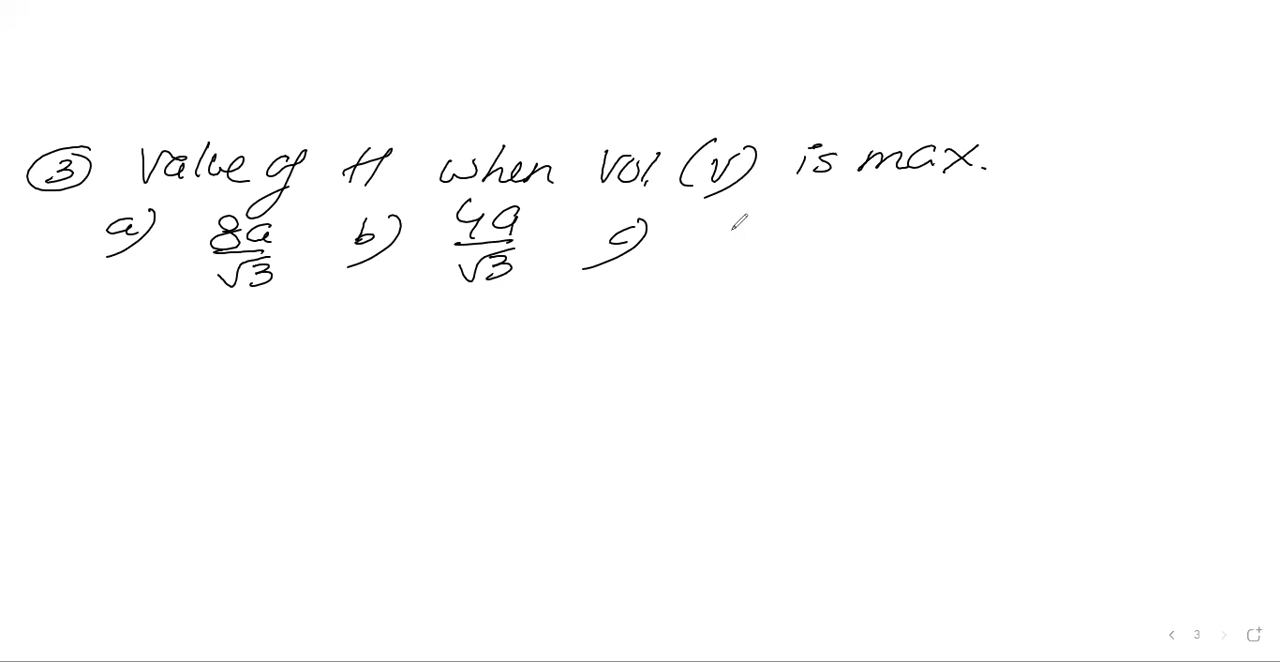 ③ Value of H when Vol. (V) is max.
a) 8a/√3 b) 4a/√3 c)
3